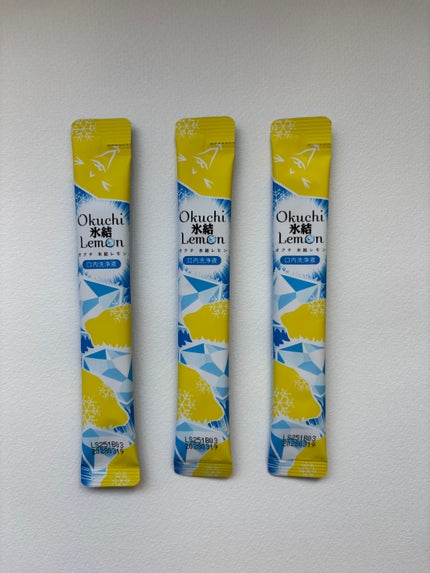 Okuchi
氷結
Lemon
オクチ 氷結レモン
口内洗浄液
LS251B03
20280319
Okuchi
氷結
Lemon
オクチ 氷結レモン
口内洗浄液
LS251B03
20280319
Okuchi
氷結
Lemon
オクチ 氷結レモン
口内洗浄液
LS251B03
20280319